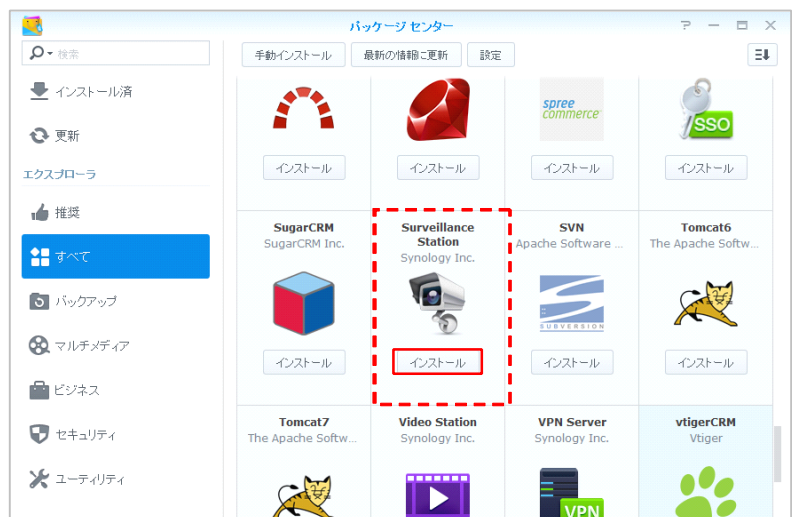 パッケージ センター
検索
手動インストール
最新の情報に更新
設定
インストール済
更新
エクスプローラ
推奨
すべて
バックアップ
マルチメディア
ビジネス
セキュリティ
ユーティリティ
spree
commerce
SSO
インストール
インストール
インストール
インストール
SugarCRM
SugarCRM Inc.
インストール
Surveillance
Station
Synology Inc.
インストール
SVN
Apache Software ...
SUBVERSION
インストール
Tomcat6
The Apache Softw...
インストール
Tomcat7
The Apache Softw...
Video Station
Synology Inc.
VPN Server
Synology Inc.
VPN
vtigerCRM
Vtiger